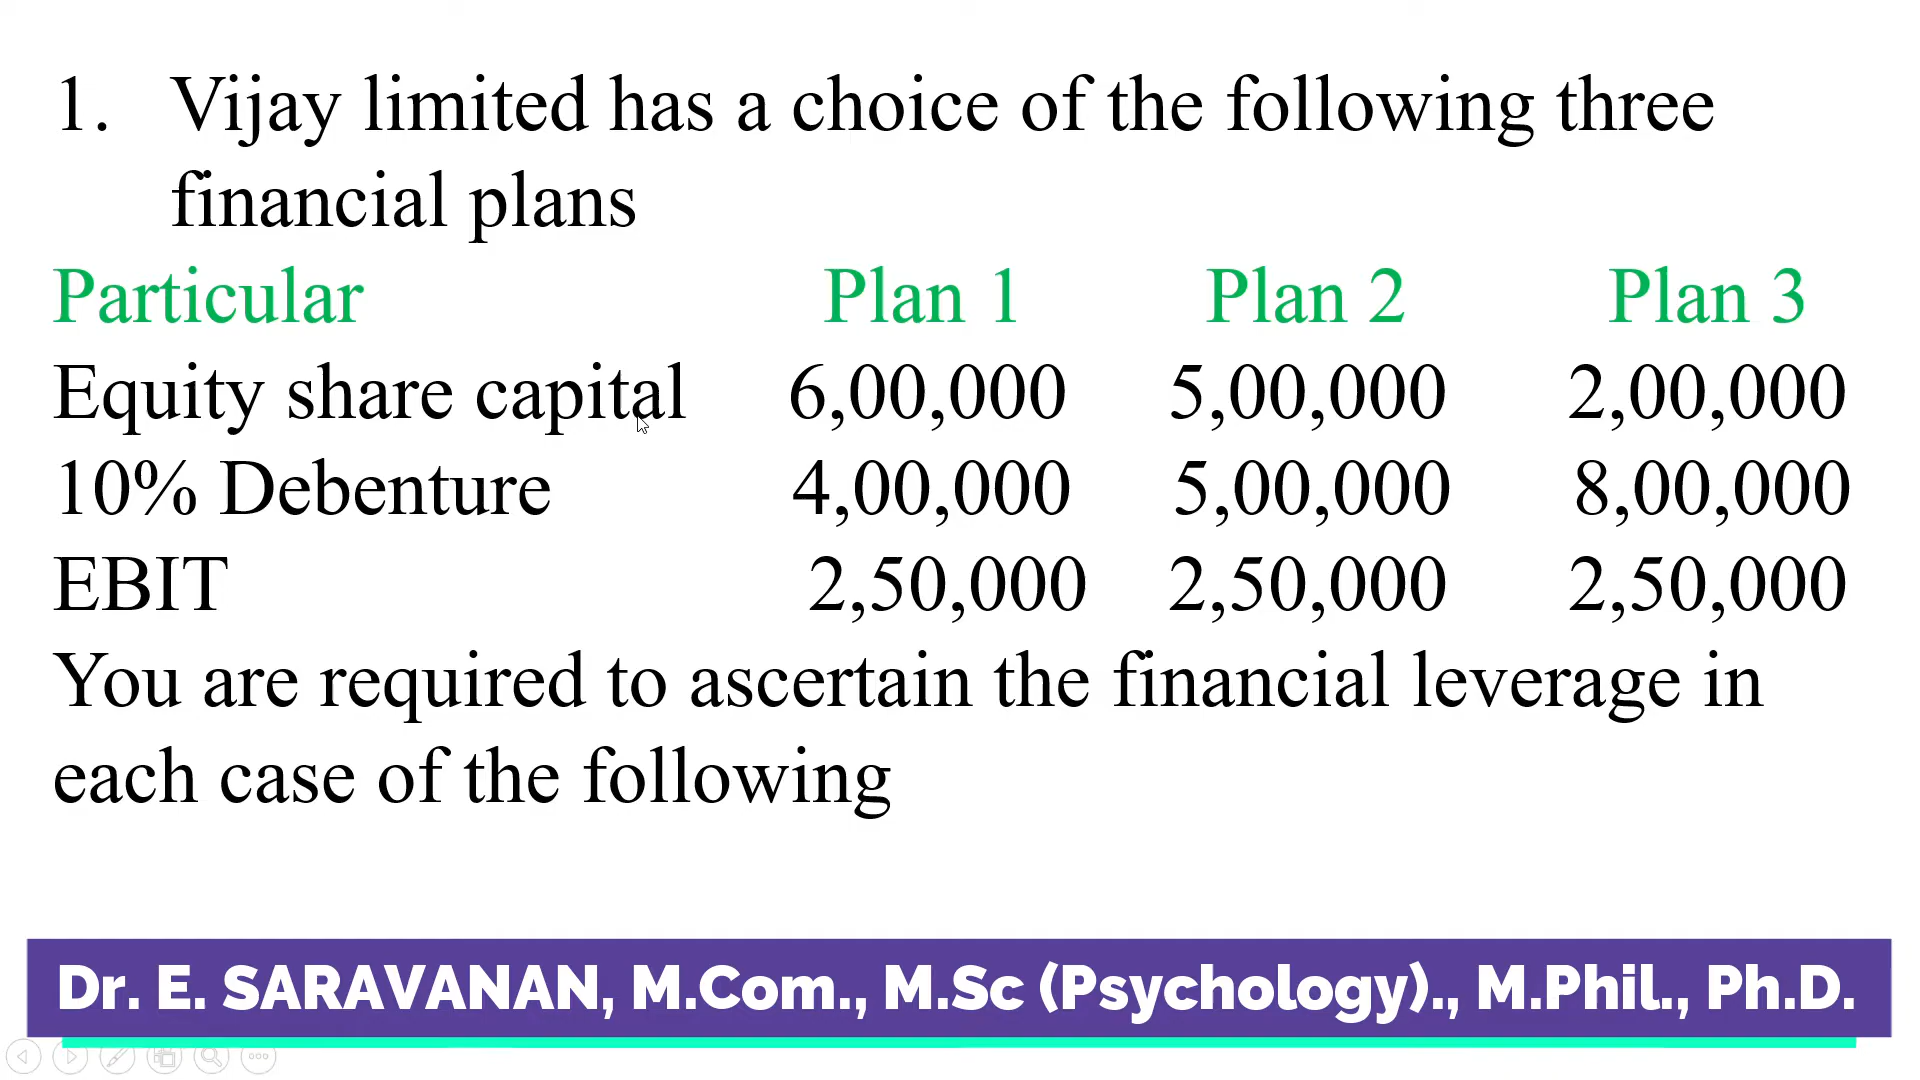 1. Vijay limited has a choice of the following three
financial plans
Particular Plan 1 Plan 2 Plan 3
Equity share capital 6,00,000 5,00,000 2,00,000
10% Debenture 4,00,000 5,00,000 8,00,000
EBIT 2,50,000 2,50,000 2,50,000
You are required to ascertain the financial leverage in
each case of the following
Dr. E. SARAVANAN, M.Com., M.Sc (Psychology)., M.Phil., Ph.D.